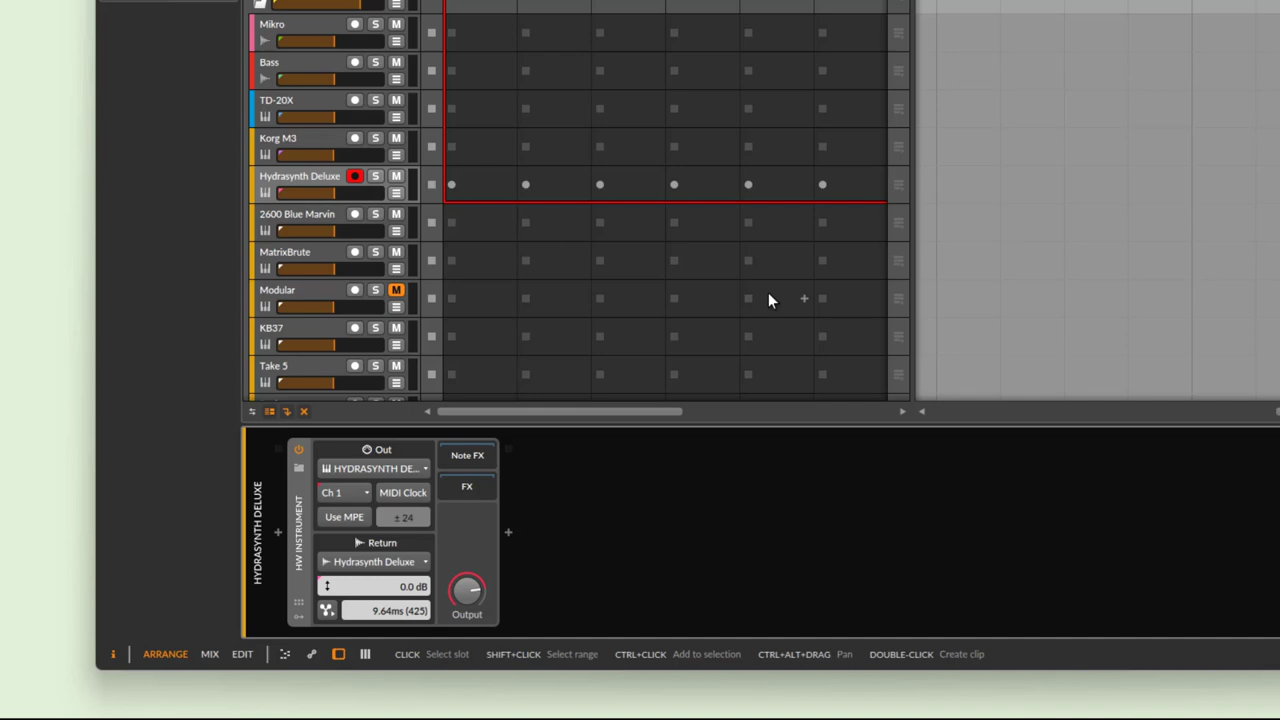 Mikro
S M
Bass
S M
TD-20X
S M
Korg M3
S M
Hydrasynth Deluxe
S M
2600 Blue Marvin
S M
MatrixBrute
S M
Modular
S M
KB37
S M
Take 5
S M
HYDRASYNTH DELUXE
HW INSTRUMENT
Out
HYDRASYNTH DE...
Ch 1
MIDI Clock
Use MPE
± 24
Return
Hydrasynth Deluxe
0.0 dB
9.64ms (425)
Note FX
FX
Output
i ARRANGE MIX EDIT CLICK Select slot SHIFT+CLICK Select range CTRL+CLICK Add to selection CTRL+ALT+DRAG Pan DOUBLE-CLICK Create clip